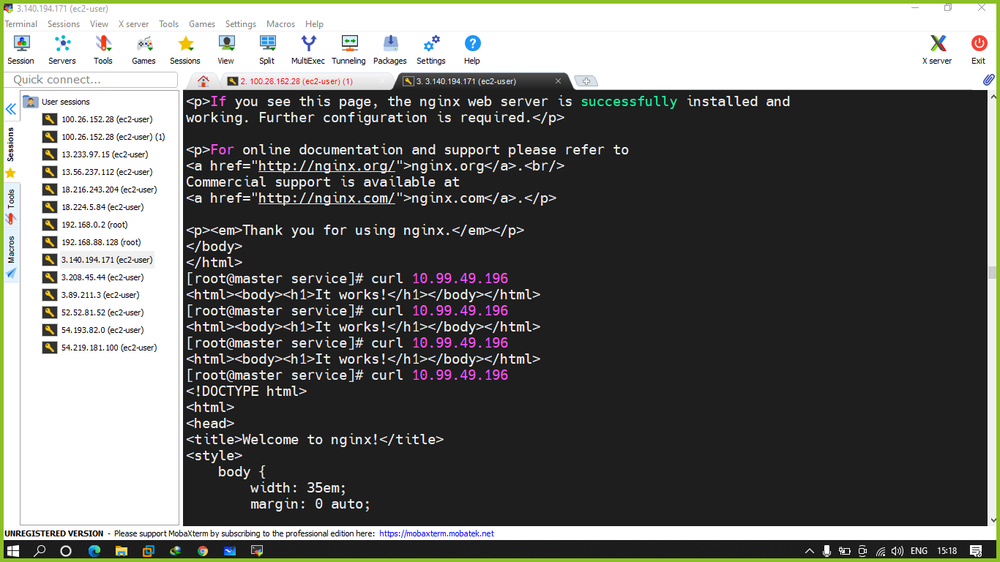 3.140.194.171 (ec2-user)
Terminal Sessions View X server Tools Games Settings Macros Help
Session Servers Tools Games Sessions View Split MultiExec Tunneling Packages Settings Help X server Exit
Quick connect...
2. 100.26.152.28 (ec2-user) (1)
3. 3.140.194.171 (ec2-user)
Sessions
Tools
Macros
User sessions
100.26.152.28 (ec2-user)
100.26.152.28 (ec2-user) (1)
13.233.97.15 (ec2-user)
13.56.237.112 (ec2-user)
18.216.243.204 (ec2-user)
18.224.5.84 (ec2-user)
192.168.0.2 (root)
192.168.88.128 (root)
3.140.194.171 (ec2-user)
3.208.45.44 (ec2-user)
3.89.211.3 (ec2-user)
52.52.81.52 (ec2-user)
54.193.82.0 (ec2-user)
54.219.181.100 (ec2-user)
<p>If you see this page, the nginx web server is successfully installed and
working. Further configuration is required.</p>
<p>For online documentation and support please refer to
<a href="http://nginx.org/">nginx.org</a>.<br/>
Commercial support is available at
<a href="http://nginx.com/">nginx.com</a>.</p>
<p><em>Thank you for using nginx.</em></p>
</body>
</html>
[root@master service]# curl 10.99.49.196
<html><body><h1>It works!</h1></body></html>
[root@master service]# curl 10.99.49.196
<html><body><h1>It works!</h1></body></html>
[root@master service]# curl 10.99.49.196
<html><body><h1>It works!</h1></body></html>
[root@master service]# curl 10.99.49.196
<!DOCTYPE html>
<html>
<head>
<title>Welcome to nginx!</title>
<style>
    body {
        width: 35em;
        margin: 0 auto;
UNREGISTERED VERSION - Please support MobaXterm by subscribing to the professional edition here: https://mobaxterm.mobatek.net
ENG 15:18